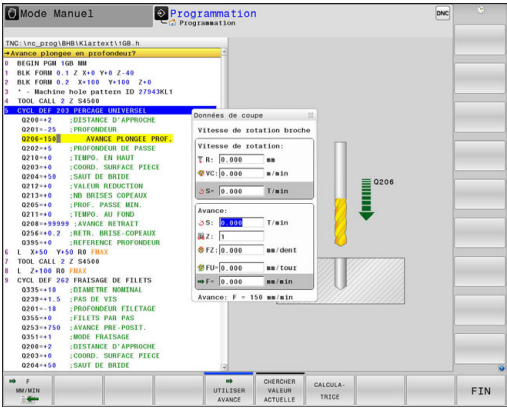 Mode Manuel
Programmation
Programmation
DNC
TNC:\nc_prog\BHB\Klartext\1GB.h
→Avance plongee en profondeur?
0 BEGIN PGM 1GB MM
1 BLK FORM 0.1 Z X+0 Y+0 Z-40
2 BLK FORM 0.2 X+100 Y+100 Z+0
3 * - Machine hole pattern ID 27943KL1
4 TOOL CALL 2 Z S4500
5 CYCL DEF 203 PERCAGE UNIVERSEL
Q200=+2 ;DISTANCE D'APPROCHE
Q201=-25 ;PROFONDEUR
Q206=150 AVANCE PLONGEE PROF.
Q202=+5 ;PROFONDEUR DE PASSE
Q210=+0 ;TEMPO. EN HAUT
Q203=+0 ;COORD. SURFACE PIECE
Q204=+50 ;SAUT DE BRIDE
Q212=+0 ;VALEUR REDUCTION
Q213=+0 ;NB BRISES COPEAUX
Q205=+0 ;PROF. PASSE MIN.
Q211=+0 ;TEMPO. AU FOND
Q208=+99999 ;AVANCE RETRAIT
Q256=+0.2 ;RETR. BRISE-COPEAUX
Q395=+0 ;REFERENCE PROFONDEUR
6 L X+50 Y+50 R0 FMAX
7 TOOL CALL 2 Z S4500
8 L Z+100 R0 FMAX
9 CYCL DEF 262 FRAISAGE DE FILETS
Q335=+10 ;DIAMETRE NOMINAL
Q239=+1.5 ;PAS DE VIS
Q201=-18 ;PROFONDEUR FILETAGE
Q355=+0 ;FILETS PAR PAS
Q253=+750 ;AVANCE PRE-POSIT.
Q351=+1 ;MODE FRAISAGE
Q200=+2 ;DISTANCE D'APPROCHE
Q203=+0 ;COORD. SURFACE PIECE
Q204=+50 ;SAUT DE BRIDE
Données de coupe
Vitesse de rotation broche
Vitesse de rotation:
R: 0.000 mm
VC: 0.000 m/min
S= 0.000 T/min
Avance:
S: 0.000 T/min
Z: 1
FZ: 0.000 mm/dent
FU= 0.000 mm/tour
F= 0.000 mm/min
Avance: F = 150 mm/min
Q206
F
MM/MIN
UTILISER
AVANCE
CHERCHER
VALEUR
ACTUELLE
CALCULA-
TRICE
FIN